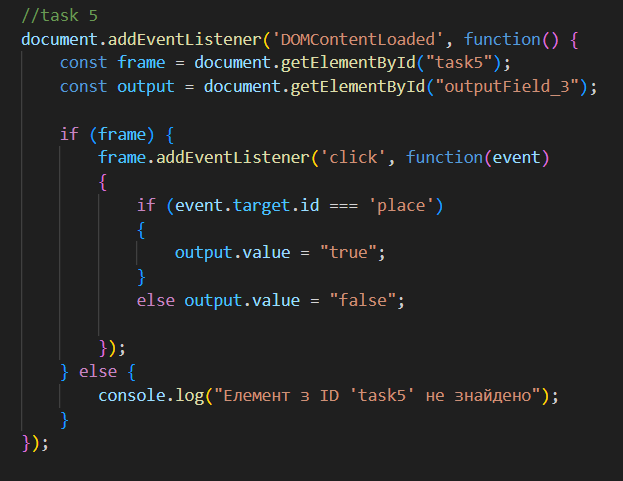 //task 5
document.addEventListener('DOMContentLoaded', function() {
    const frame = document.getElementById("task5");
    const output = document.getElementById("outputField_3");

    if (frame) {
        frame.addEventListener('click', function(event)
        {
            if (event.target.id === 'place')
            {
                output.value = "true";
            }
            else output.value = "false";

        });
    } else {
        console.log("Елемент з ID 'task5' не знайдено");
    }
});